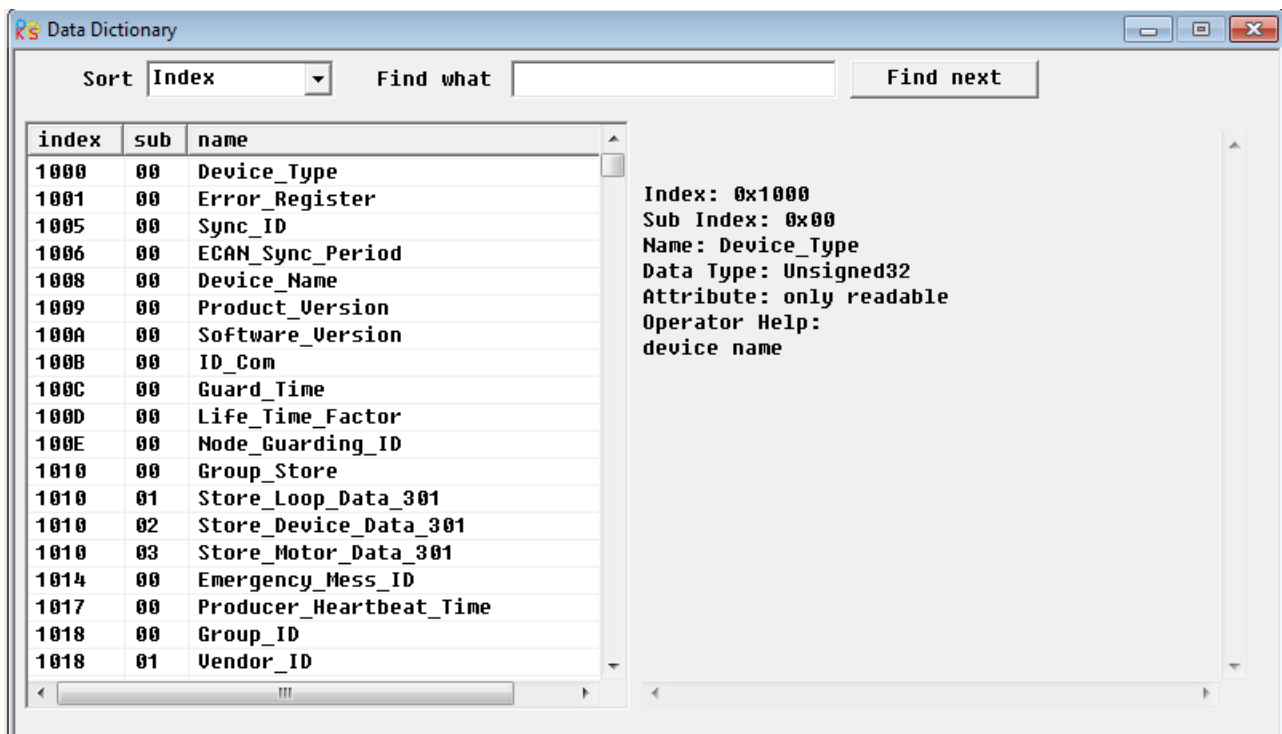 Data Dictionary
Sort Index Find what Find next
index sub name
1000 00 Device_Type
1001 00 Error_Register
1005 00 Sync_ID
1006 00 ECAN_Sync_Period
1008 00 Device_Name
1009 00 Product_Version
100A 00 Software_Version
100B 00 ID_Com
100C 00 Guard_Time
100D 00 Life_Time_Factor
100E 00 Node_Guarding_ID
1010 00 Group_Store
1010 01 Store_Loop_Data_301
1010 02 Store_Device_Data_301
1010 03 Store_Motor_Data_301
1014 00 Emergency_Mess_ID
1017 00 Producer_Heartbeat_Time
1018 00 Group_ID
1018 01 Vendor_ID
Index: 0x1000
Sub Index: 0x00
Name: Device_Type
Data Type: Unsigned32
Attribute: only readable
Operator Help:
device name